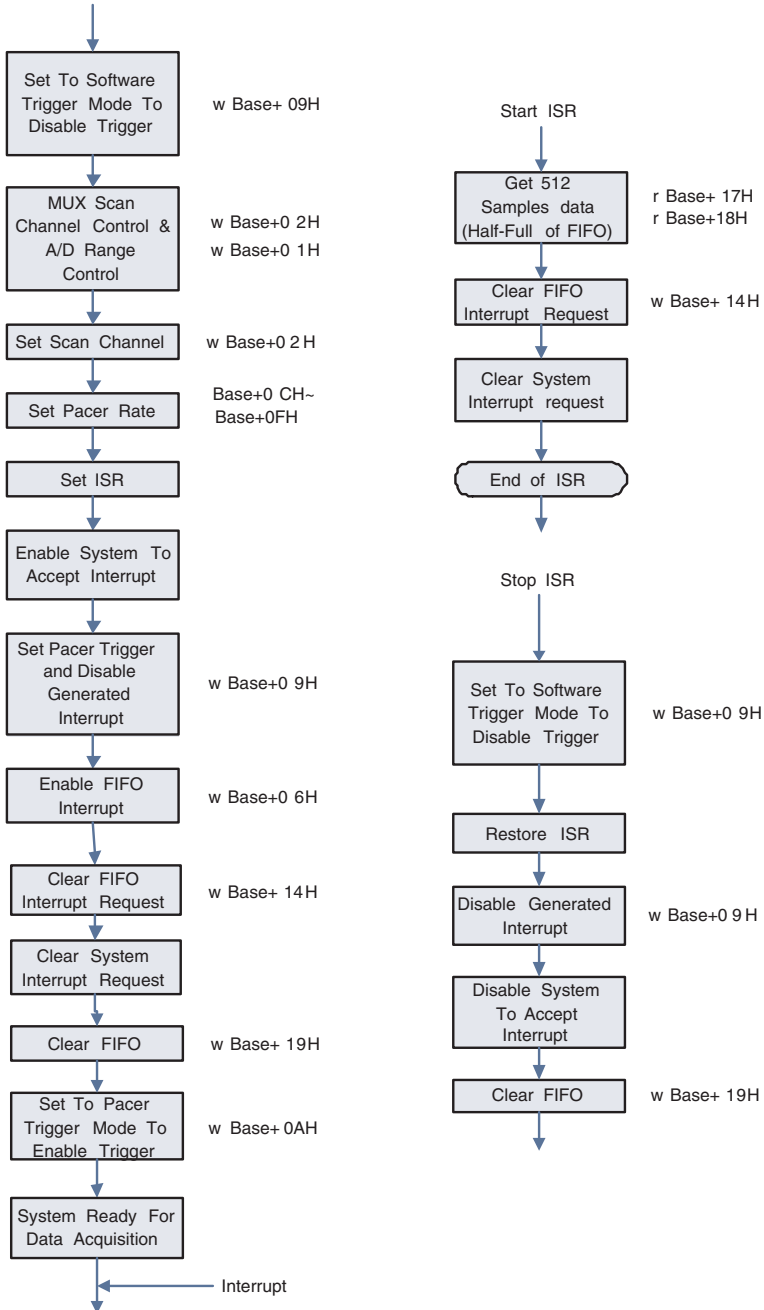 Set To Software
Trigger Mode To
Disable Trigger
w Base+ 09H
MUX Scan
Channel Control &
A/D Range
Control
w Base+0 2H
w Base+0 1H
Set Scan Channel
w Base+0 2 H
Set Pacer Rate
Base+0 CH~
Base+0FH
Set ISR
Enable System To
Accept Interrupt
Set Pacer Trigger
and Disable
Generated
Interrupt
w Base+0 9H
Enable FIFO
Interrupt
w Base+0 6H
Clear FIFO
Interrupt Request
w Base+ 14H
Clear System
Interrupt Request
Clear FIFO
w Base+ 19H
Set To Pacer
Trigger Mode To
Enable Trigger
w Base+ 0AH
System Ready For
Data Acquisition
Interrupt
Start ISR
Get 512
Samples data
(Half-Full of FIFO)
r Base+ 17H
r Base+18H
Clear FIFO
Interrupt Request
w Base+ 14H
Clear System
Interrupt request
End of ISR
Stop ISR
Set To Software
Trigger Mode To
Disable Trigger
w Base+0 9H
Restore ISR
Disable Generated
Interrupt
w Base+0 9 H
Disable System
To Accept
Interrupt
Clear FIFO
w Base+ 19H